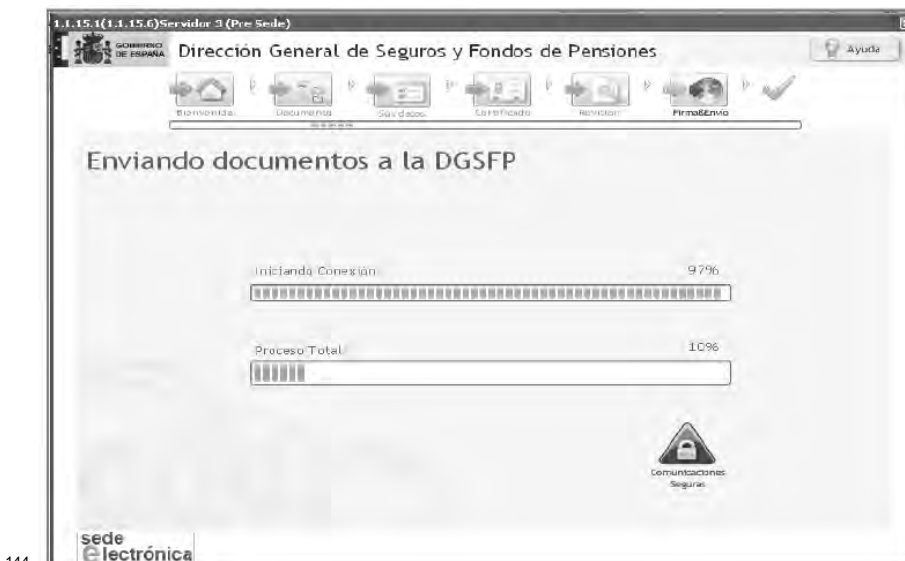 1.1.15.1(1.1.15.6)Servidor 3 (Pre Sede)
GOBIERNO
DE ESPAÑA
Dirección General de Seguros y Fondos de Pensiones
Ayuda
Bienvenida Documento Sus datos Certificado Revision Firma&Envio
Enviando documentos a la DGSFP
Iniciando Conexión 97%
Proceso Total 10%
Comunicaciones
Seguras
sede
electrónica
144